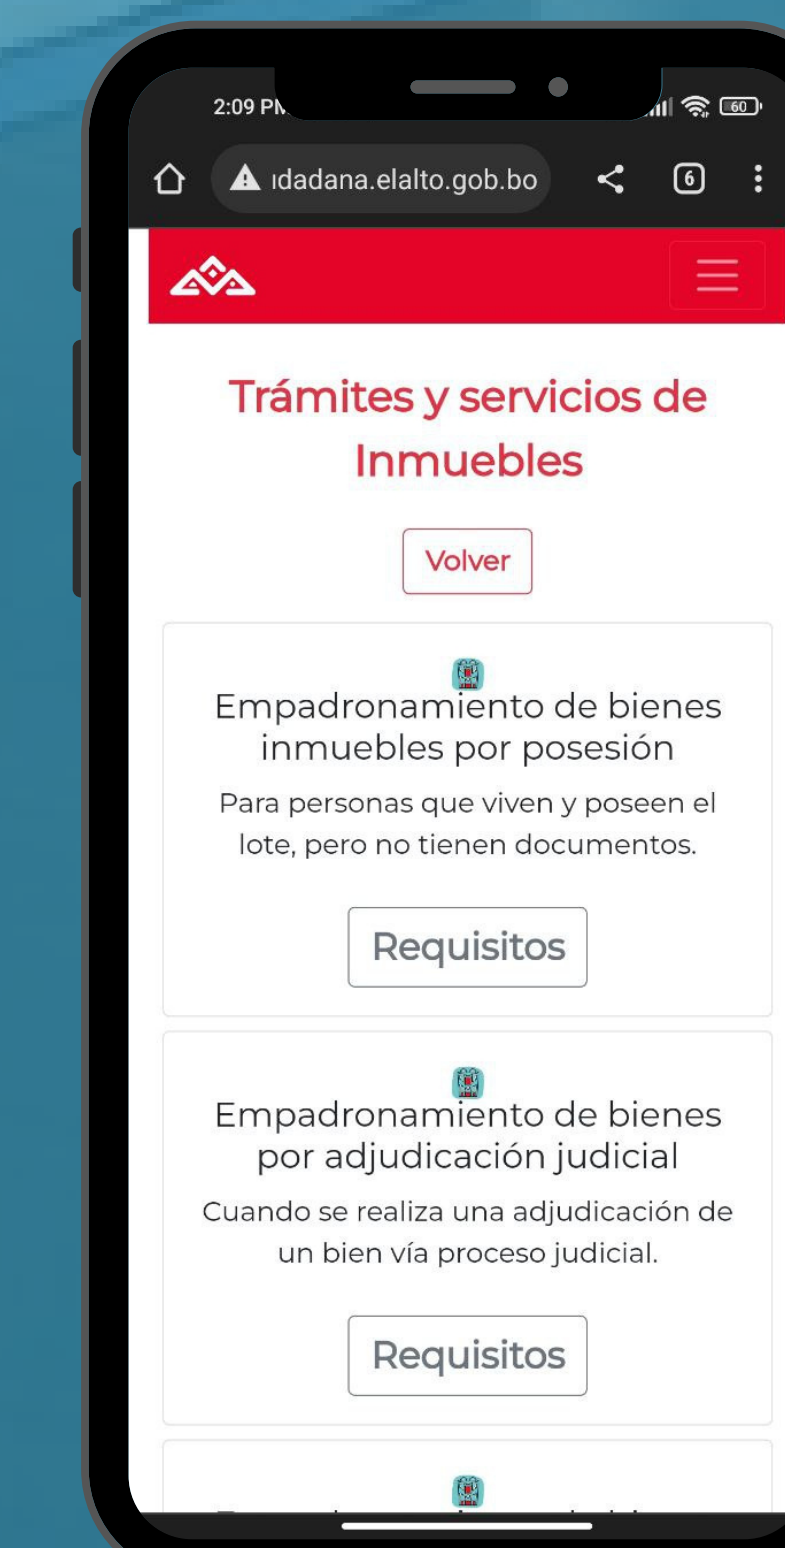 2:09
60
idadana.elalto.gob.bo
6
Trámites y servicios de
Inmuebles
Volver
Empadronamiento de bienes
inmuebles por posesión
Para personas que viven y poseen el
lote, pero no tienen documentos.
Requisitos
Empadronamiento de bienes
por adjudicación judicial
Cuando se realiza una adjudicación de
un bien vía proceso judicial.
Requisitos